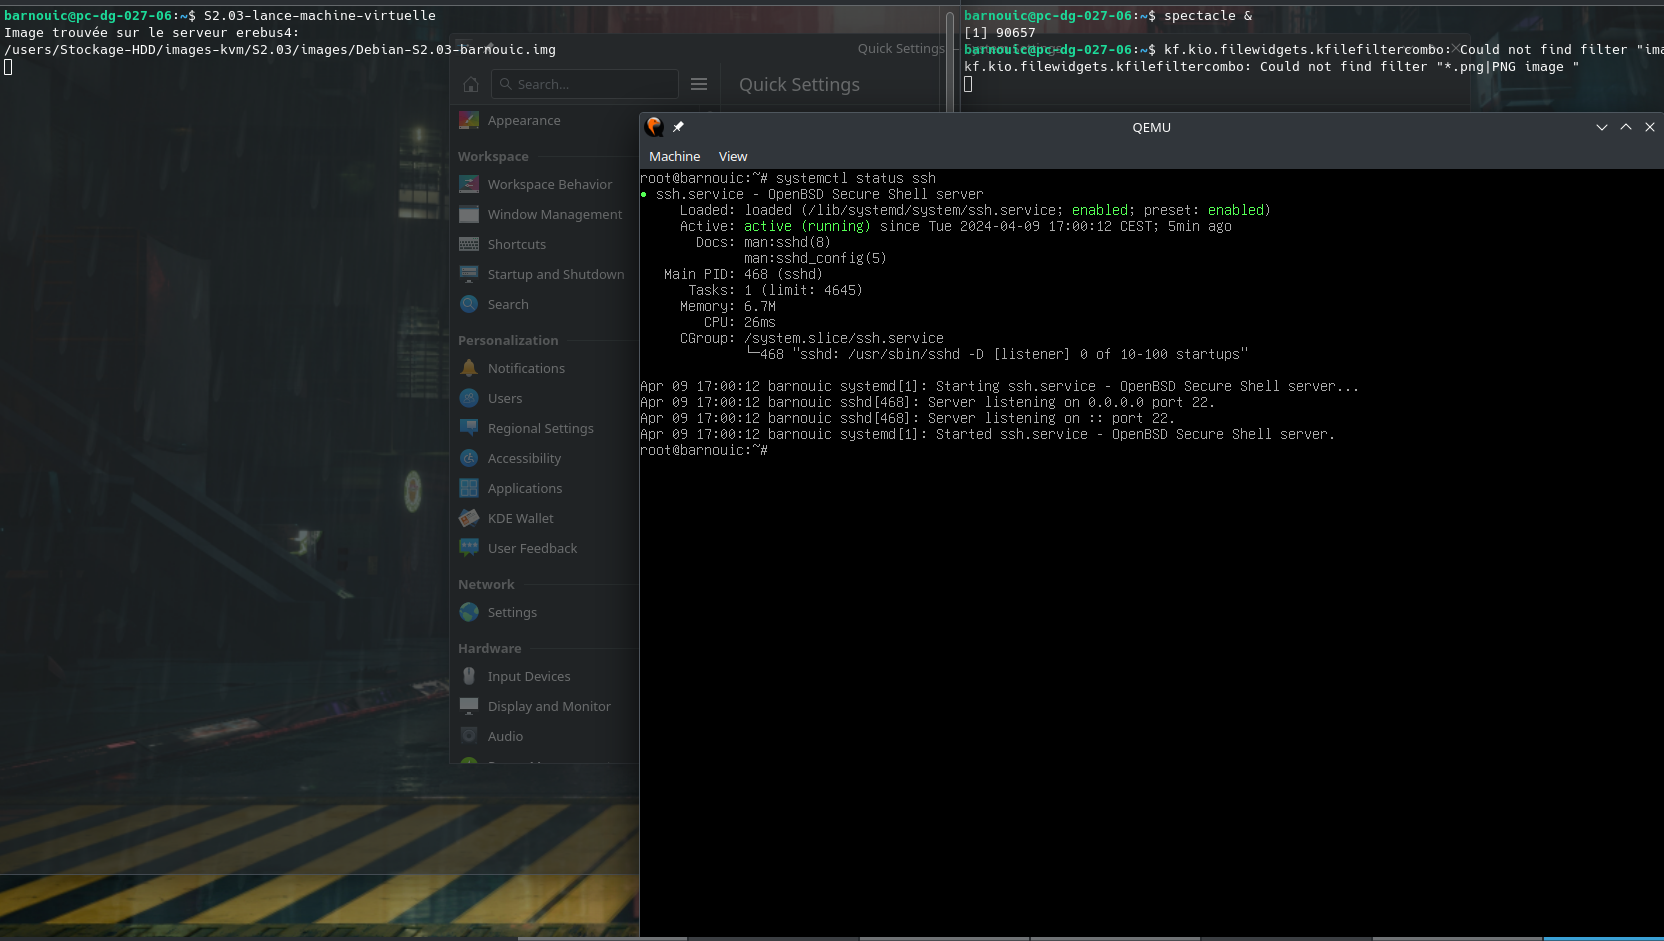 barnouic@pc-dg-027-06:~$ S2.03-lance-machine-virtuelle
Image trouvée sur le serveur erebus4:
/users/Stockage-HDD/images-kvm/S2.03/images/Debian-S2.03-barnouic.img
barnouic@pc-dg-027-06:~$ spectacle &
[1] 90657
barnouic@pc-dg-027-06:~$ kf.kio.filewidgets.kfilefiltercombo: Could not find filter "ima
kf.kio.filewidgets.kfilefiltercombo: Could not find filter "*.png|PNG image "
Quick Settings
Search...
Quick Settings
Appearance
Workspace
Workspace Behavior
Window Management
Shortcuts
Startup and Shutdown
Search
Personalization
Notifications
Users
Regional Settings
Accessibility
Applications
KDE Wallet
User Feedback
Network
Settings
Hardware
Input Devices
Display and Monitor
Audio
QEMU
Machine View
root@barnouic:~# systemctl status ssh
● ssh.service - OpenBSD Secure Shell server
Loaded: loaded (/lib/systemd/system/ssh.service; enabled; preset: enabled)
Active: active (running) since Tue 2024-04-09 17:00:12 CEST; 5min ago
Docs: man:sshd(8)
man:sshd_config(5)
Main PID: 468 (sshd)
Tasks: 1 (limit: 4645)
Memory: 6.7M
CPU: 26ms
CGroup: /system.slice/ssh.service
└─468 "sshd: /usr/sbin/sshd -D [listener] 0 of 10-100 startups"
Apr 09 17:00:12 barnouic systemd[1]: Starting ssh.service - OpenBSD Secure Shell server...
Apr 09 17:00:12 barnouic sshd[468]: Server listening on 0.0.0.0 port 22.
Apr 09 17:00:12 barnouic sshd[468]: Server listening on :: port 22.
Apr 09 17:00:12 barnouic systemd[1]: Started ssh.service - OpenBSD Secure Shell server.
root@barnouic:~#